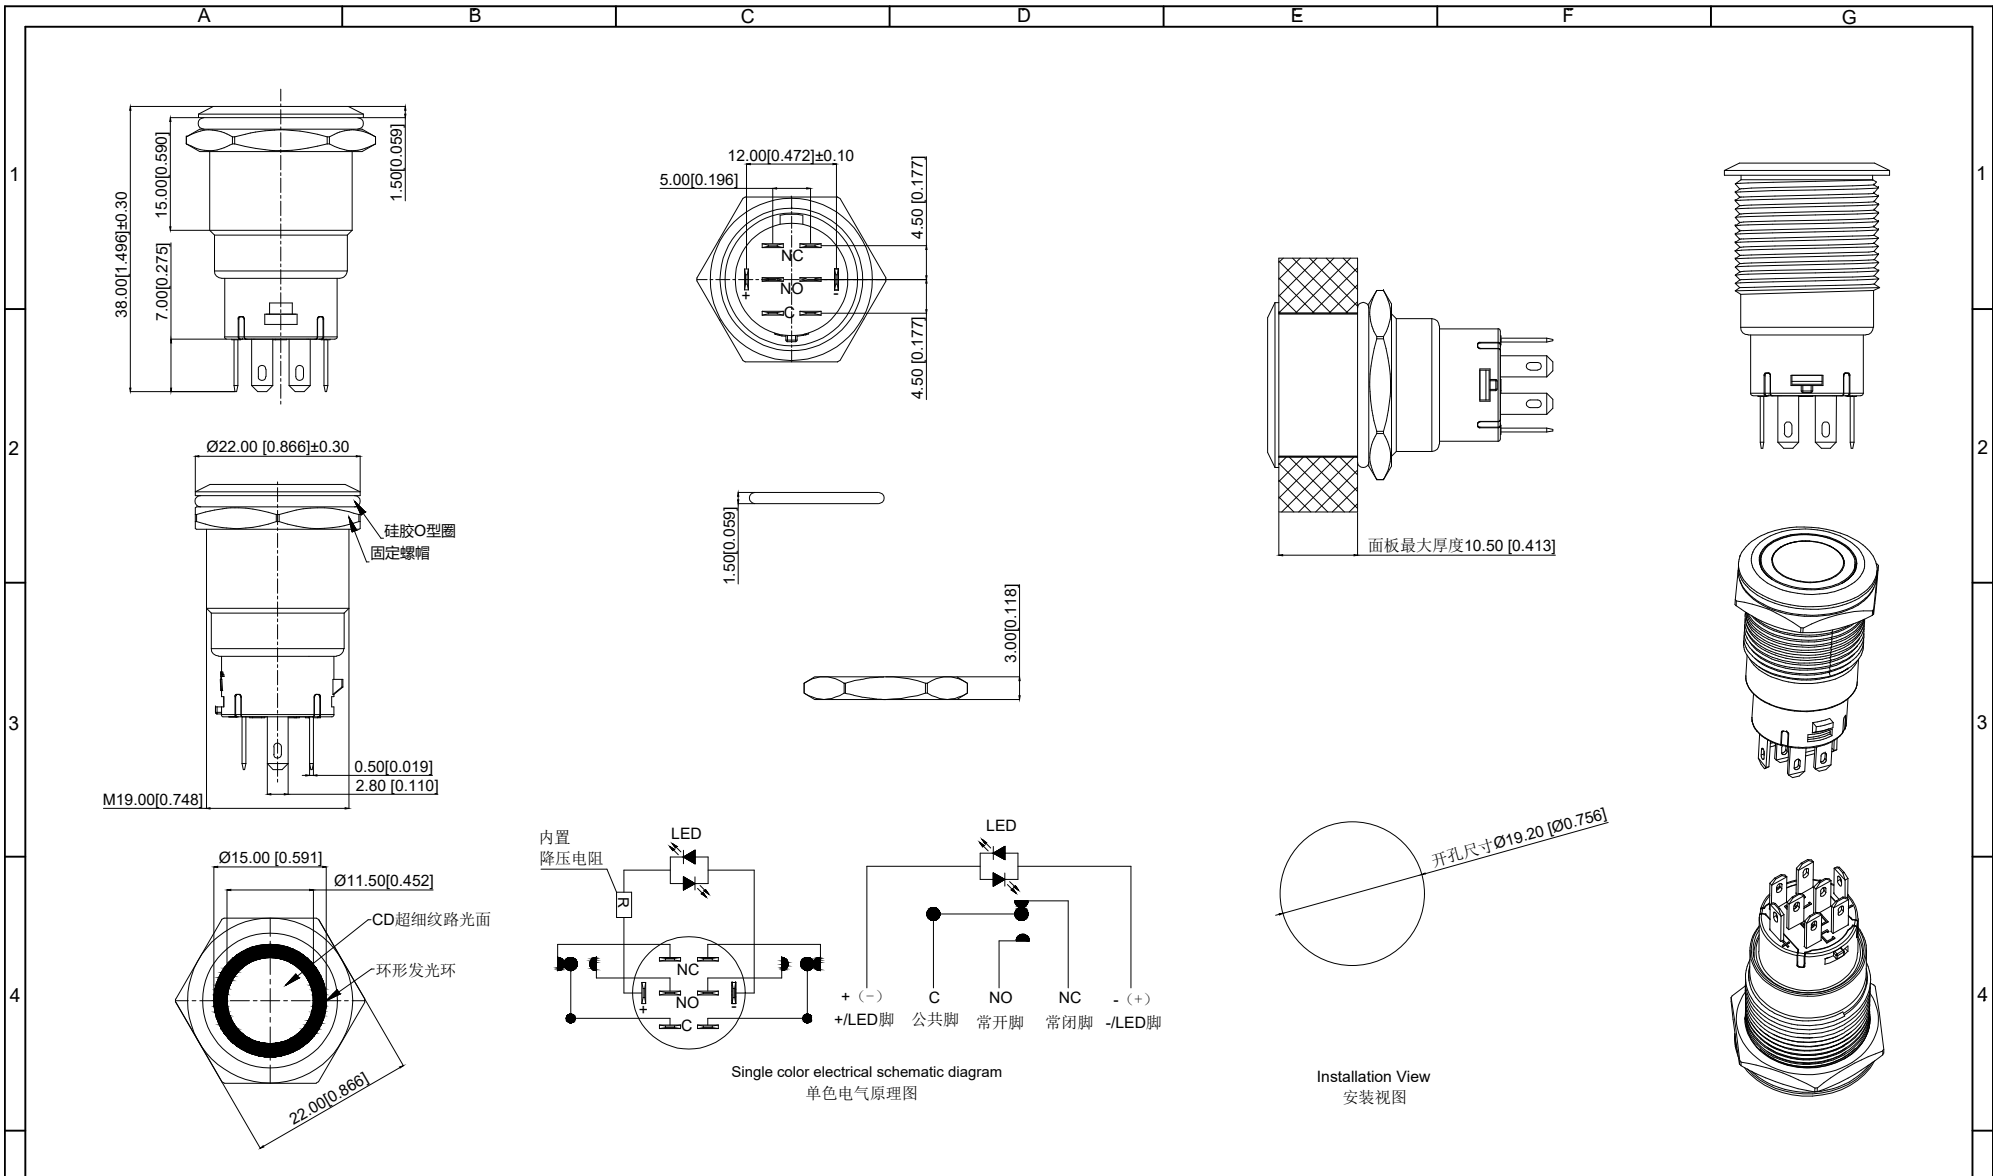 A
B
C
D
E
F
G
1
2
3
4
1
2
3
4
38.00[1.496]±0.30
15.00[0.590]
7.00[0.275]
1.50[0.059]
12.00[0.472]±0.10
5.00[0.196]
4.50 [0.177]
4.50 [0.177]
NC
NO
C
+
-
Ø22.00 [0.866]±0.30
硅胶O型圈
固定螺帽
0.50[0.019]
2.80 [0.110]
M19.00[0.748]
1.50[0.059]
3.00[0.118]
面板最大厚度10.50 [0.413]
Ø15.00 [0.591]
Ø11.50[0.452]
CD超细纹路光面
环形发光环
22.00[0.866]
内置
降压电阻
LED
R
NC
NO
C
+
-
LED
+（-） C NO NC -（+）
+/LED脚 公共脚 常开脚 常闭脚 -/LED脚
Single color electrical schematic diagram
单色电气原理图
开孔尺寸Ø19.20 [Ø0.756]
Installation View
安装视图